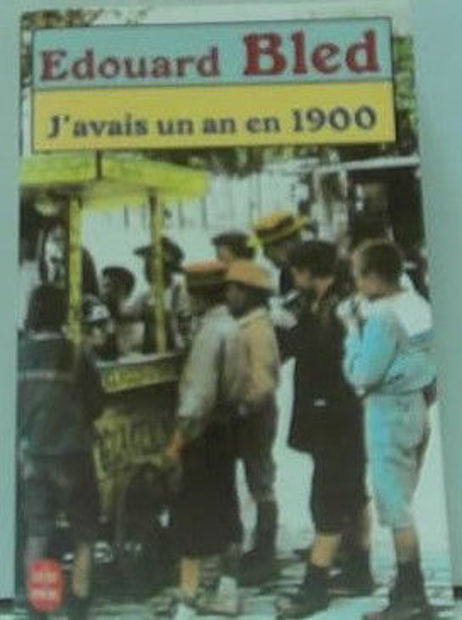 Edouard Bled
J'avais un an en 1900